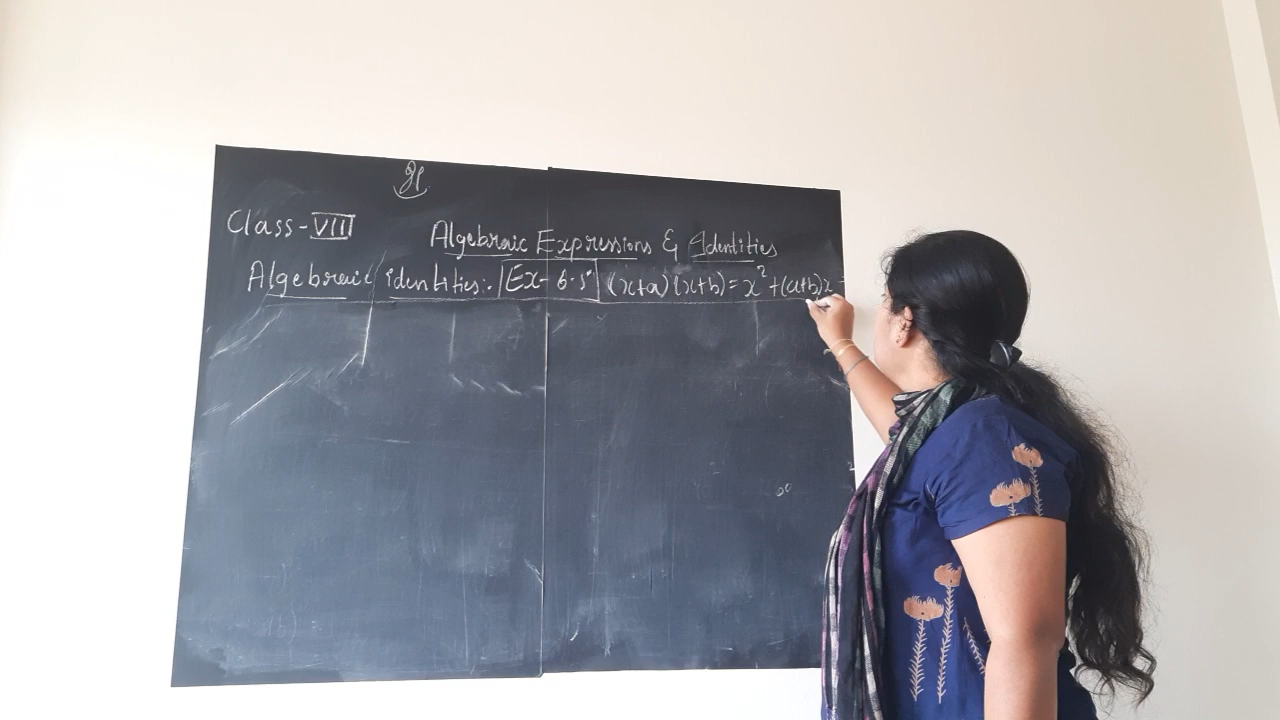 Class-VIII
Algebraic Expressions & Identities
Algebraic identities:- Ex-6.5 (x+a)(x+b)=x²+(a+b)x